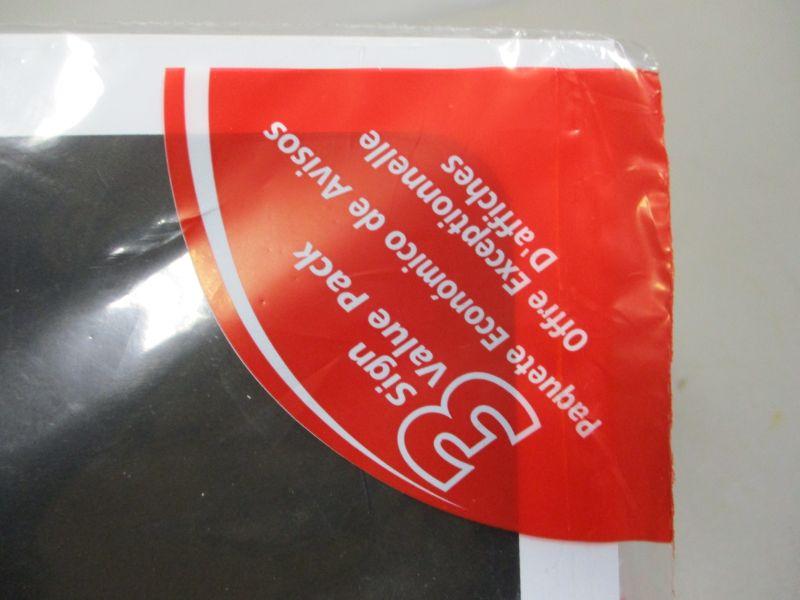 3 Sign
Value Pack
Paquete Económico de Avisos
Offre Exceptionnelle
D'affiches